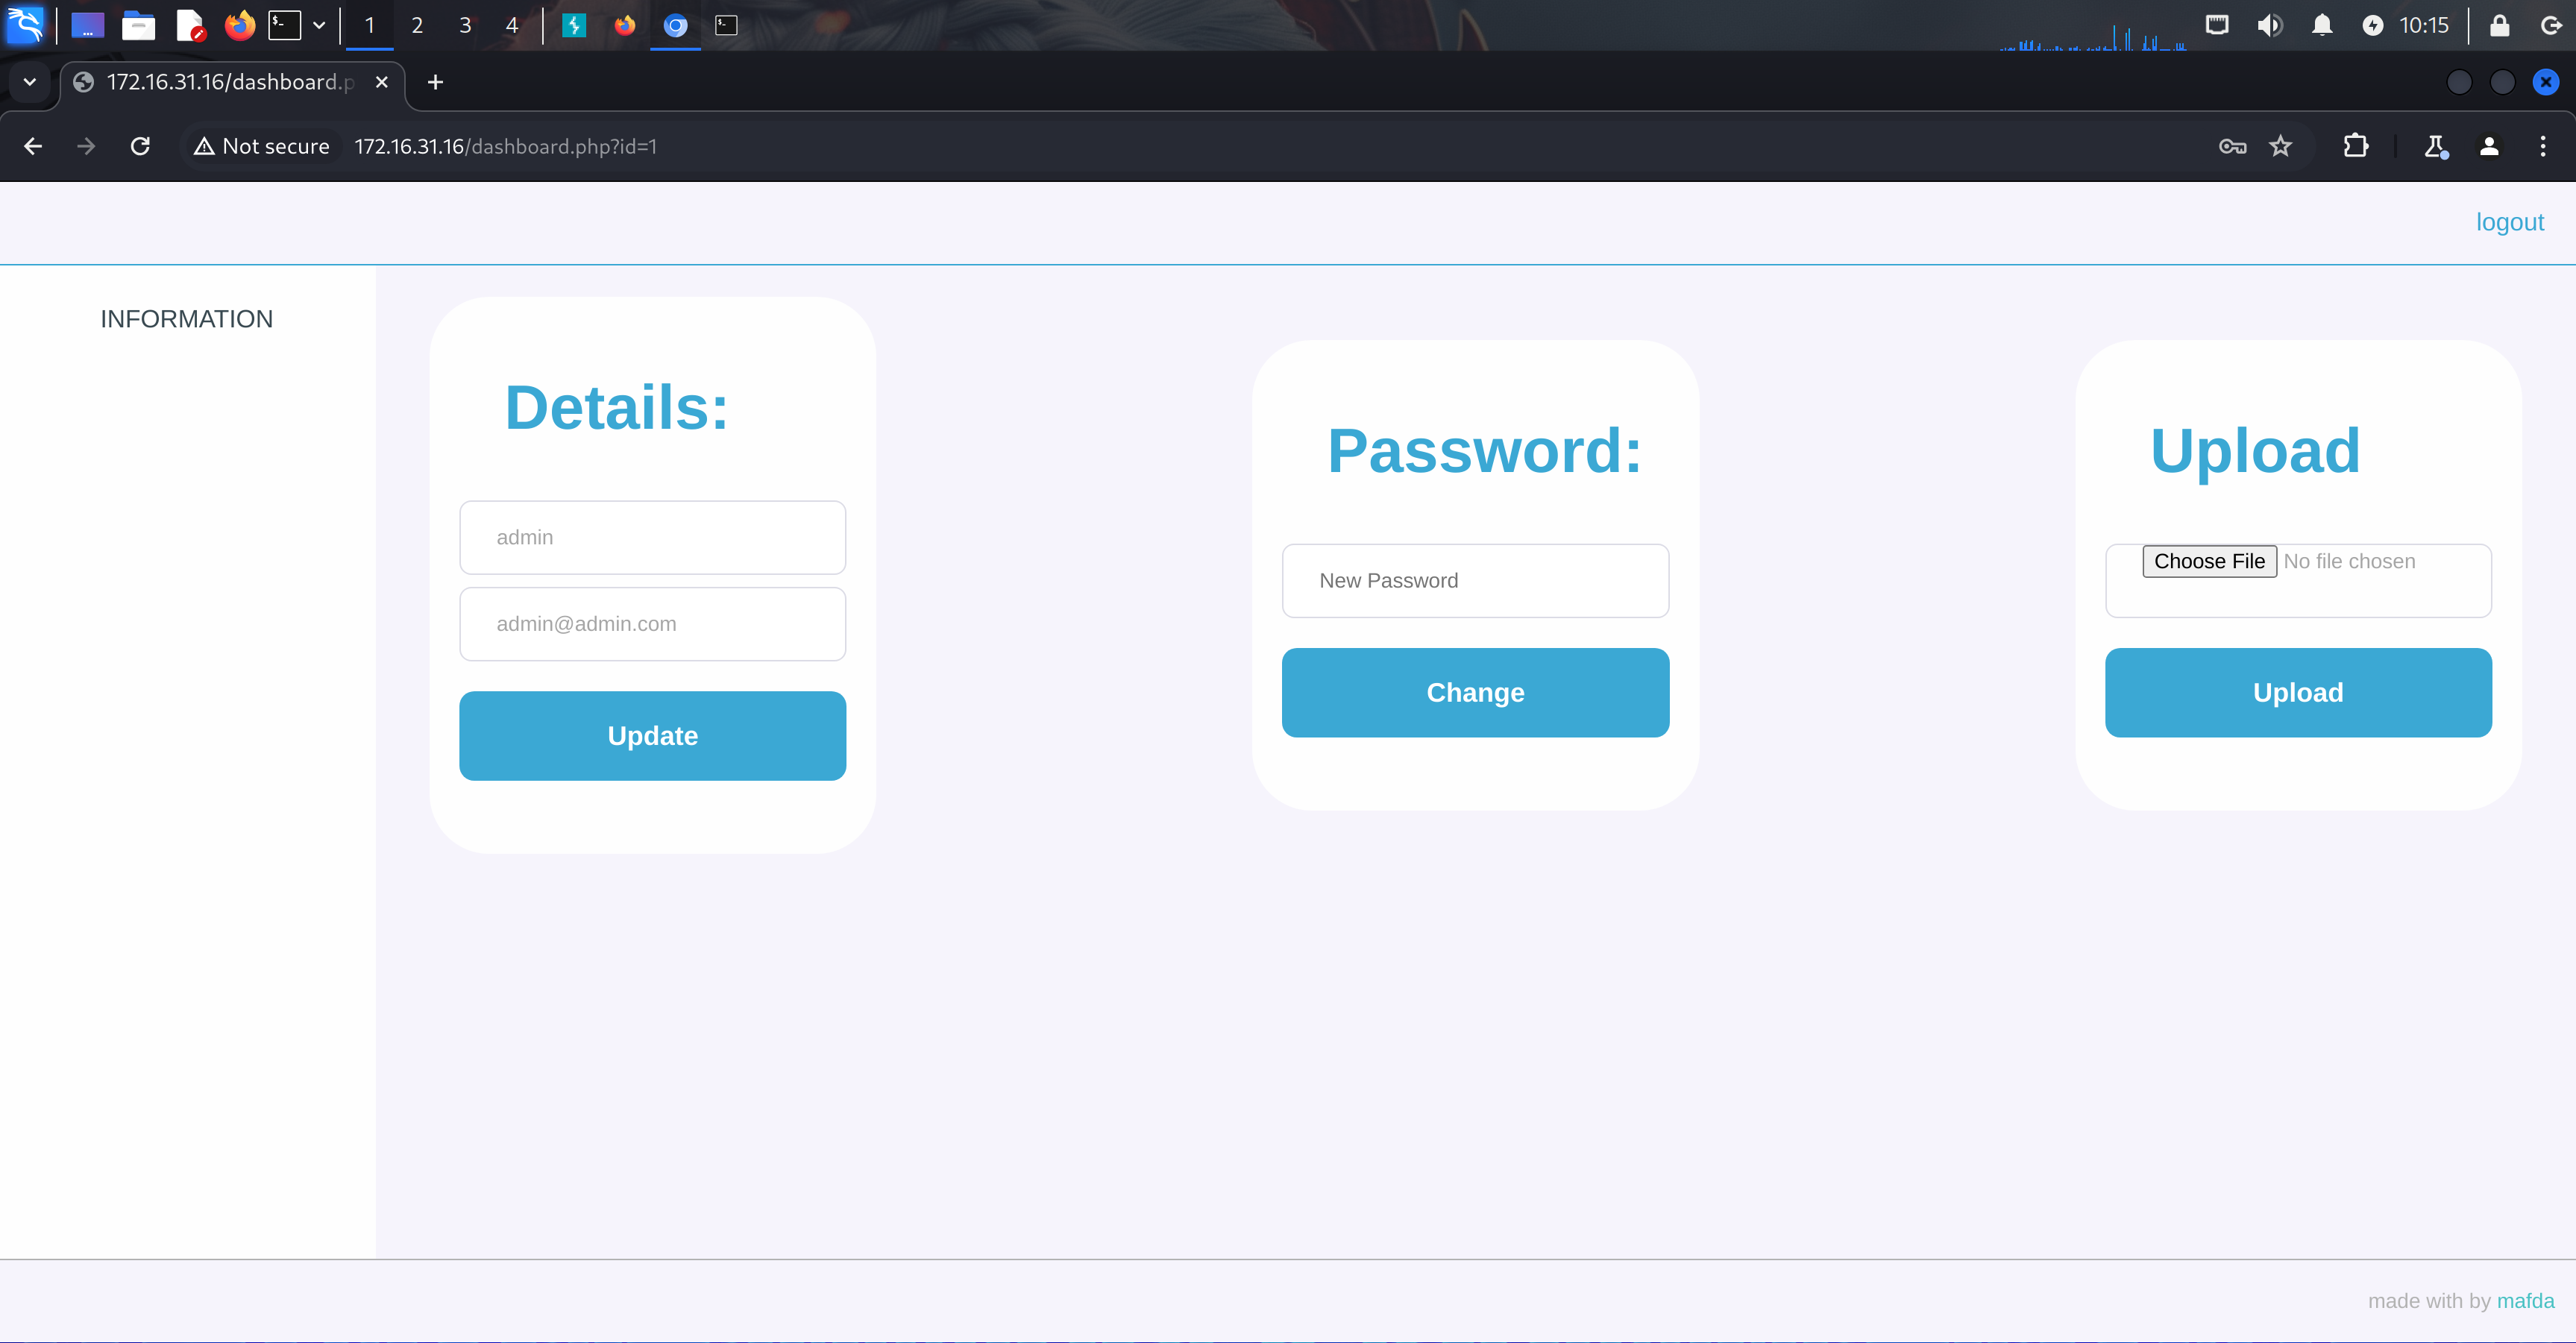 1 2 3 4 10:15
172.16.31.16/dashboard.p
Not secure 172.16.31.16/dashboard.php?id=1
logout
INFORMATION
Details:
admin
admin@admin.com
Update
Password:
New Password
Change
Upload
Choose File No file chosen
Upload
made with by mafda